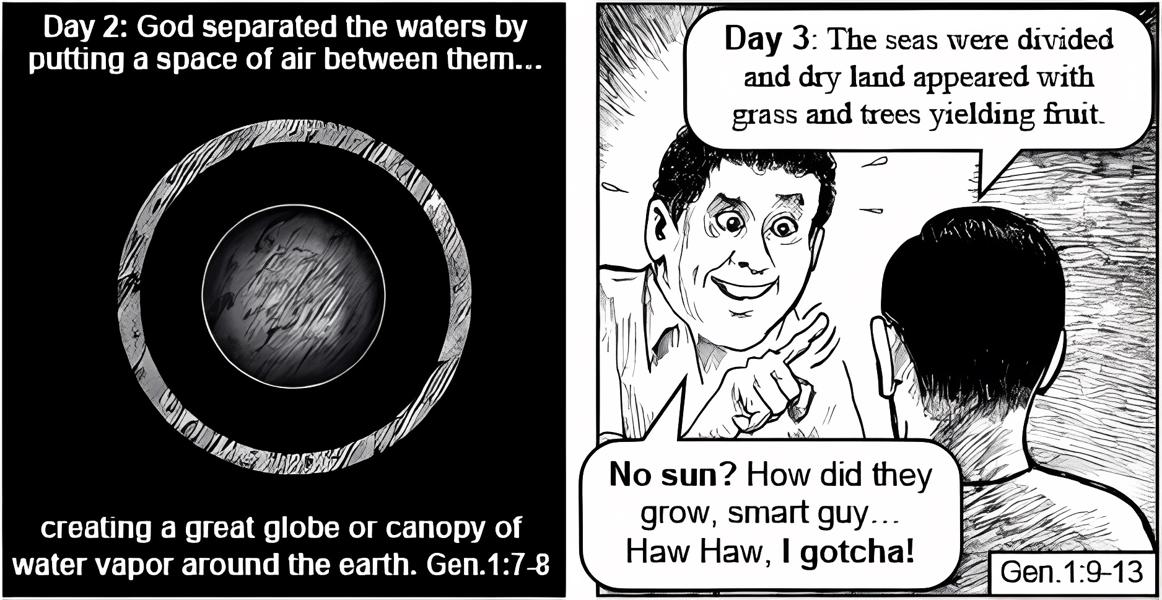 Day 2: God separated the waters by
putting a space of air between them...
creating a great globe or canopy of
water vapor around the earth. Gen.1:7-8
Day 3: The seas were divided
and dry land appeared with
grass and trees yielding fruit.
No sun? How did they
grow, smart guy...
Haw Haw, I gotcha!
Gen.1:9-13